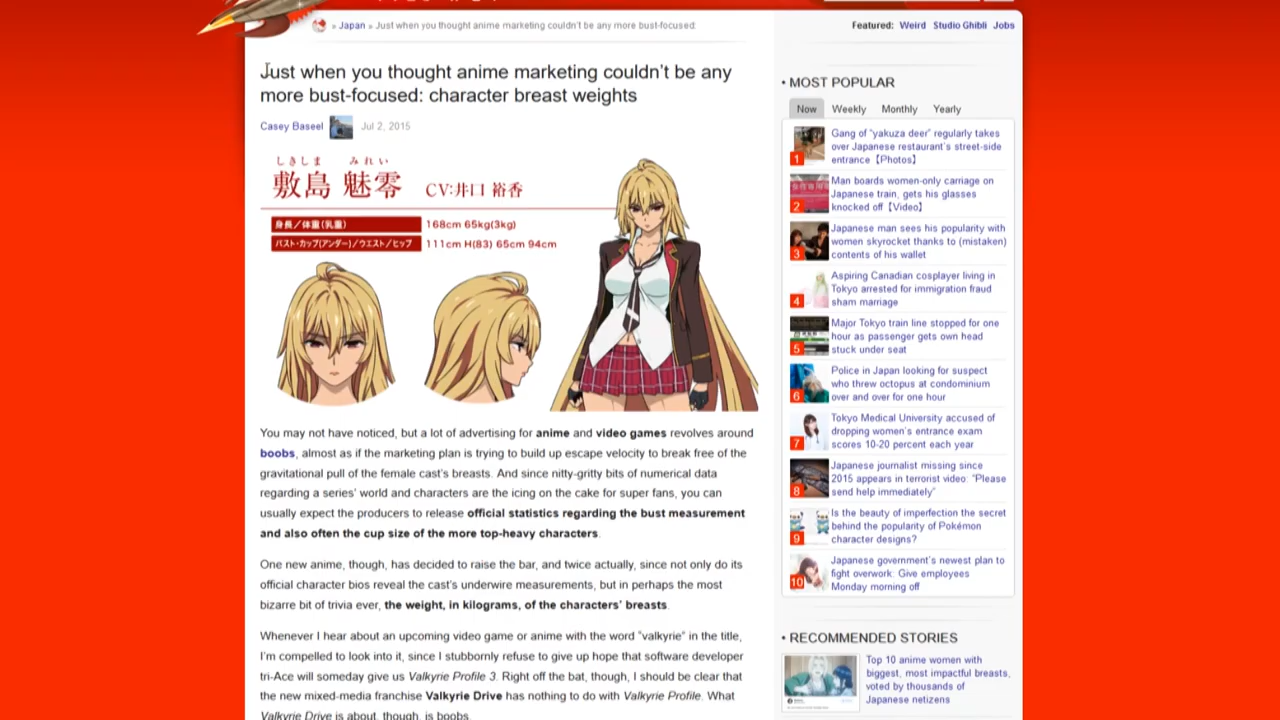 » Japan » Just when you thought anime marketing couldn't be any more bust-focused:
Featured: Weird Studio Ghibli Jobs
Just when you thought anime marketing couldn't be any
more bust-focused: character breast weights
Casey Baseel Jul 2, 2015
しきしま みれい
敷島 魅零 CV:井口 裕香
身長/体重(乳重) 168cm 65kg(3kg)
バスト・カップ(アンダー)/ウエスト/ヒップ 111cm H(83) 65cm 94cm
You may not have noticed, but a lot of advertising for anime and video games revolves around
boobs, almost as if the marketing plan is trying to build up escape velocity to break free of the
gravitational pull of the female cast's breasts. And since nitty-gritty bits of numerical data
regarding a series' world and characters are the icing on the cake for super fans, you can
usually expect the producers to release official statistics regarding the bust measurement
and also often the cup size of the more top-heavy characters.
One new anime, though, has decided to raise the bar, and twice actually, since not only do its
official character bios reveal the cast's underwire measurements, but in perhaps the most
bizarre bit of trivia ever, the weight, in kilograms, of the characters' breasts.
Whenever I hear about an upcoming video game or anime with the word "valkyrie" in the title,
I'm compelled to look into it, since I stubbornly refuse to give up hope that software developer
tri-Ace will someday give us Valkyrie Profile 3. Right off the bat, though, I should be clear that
the new mixed-media franchise Valkyrie Drive has nothing to do with Valkyrie Profile. What
Valkyrie Drive is about, though, is boobs.
• MOST POPULAR
Now Weekly Monthly Yearly
1 Gang of "yakuza deer" regularly takes
over Japanese restaurant's street-side
entrance【Photos】
2 Man boards women-only carriage on
Japanese train, gets his glasses
knocked off【Video】
3 Japanese man sees his popularity with
women skyrocket thanks to (mistaken)
contents of his wallet
4 Aspiring Canadian cosplayer living in
Tokyo arrested for immigration fraud
sham marriage
5 Major Tokyo train line stopped for one
hour as passenger gets own head
stuck under seat
6 Police in Japan looking for suspect
who threw octopus at condominium
over and over for one hour
7 Tokyo Medical University accused of
dropping women's entrance exam
scores 10-20 percent each year
8 Japanese journalist missing since
2015 appears in terrorist video: "Please
send help immediately"
9 Is the beauty of imperfection the secret
behind the popularity of Pokémon
character designs?
10 Japanese government's newest plan to
fight overwork: Give employees
Monday morning off
• RECOMMENDED STORIES
Top 10 anime women with
biggest, most impactful breasts,
voted by thousands of
Japanese netizens